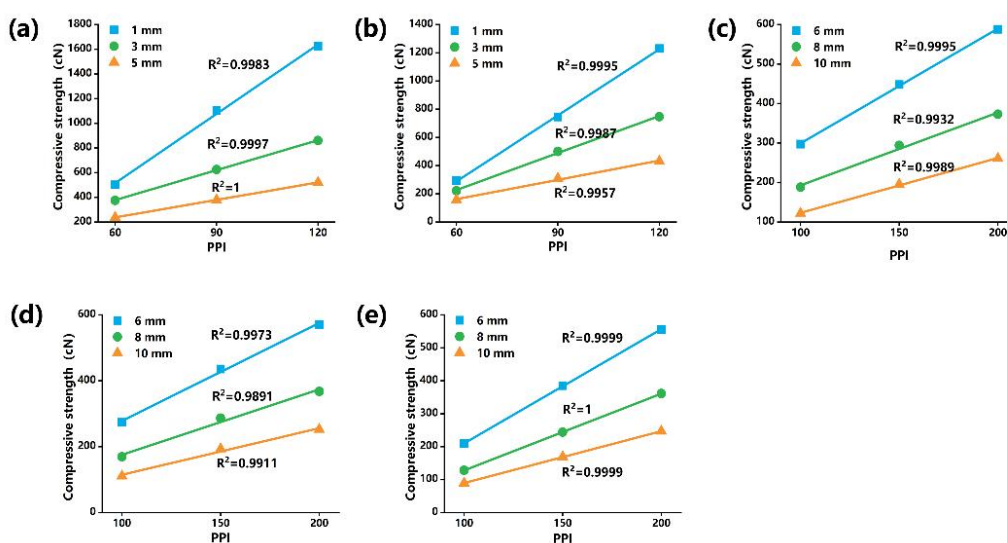 (a)
1 mm
3 mm
5 mm
R²=0.9983
R²=0.9997
R²=1
Compressive strength (cN)
1800
1600
1400
1200
1000
800
600
400
200
60
90
120
PPI
(b)
1 mm
3 mm
5 mm
R²=0.9995
R²=0.9987
R²=0.9957
Compressive strength (cN)
1400
1200
1000
800
600
400
200
0
60
90
120
PPI
(c)
6 mm
8 mm
10 mm
R²=0.9995
R²=0.9932
R²=0.9989
Compressive strength (cN)
600
500
400
300
200
100
100
150
200
PPI
(d)
6 mm
8 mm
10 mm
R²=0.9973
R²=0.9891
R²=0.9911
Compressive strength (cN)
600
400
200
0
100
150
200
PPI
(e)
6 mm
8 mm
10 mm
R²=0.9999
R²=1
R²=0.9999
Compressive strength (cN)
600
500
400
300
200
100
0
100
150
200
PPI